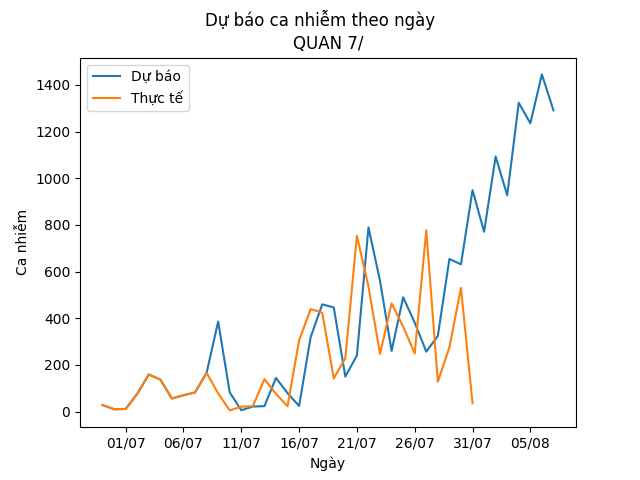 Dự báo ca nhiễm theo ngày
QUAN 7/
Dự báo
Thực tế
Ca nhiễm
1400
1200
1000
800
600
400
200
0
01/07 06/07 11/07 16/07 21/07 26/07 31/07 05/08
Ngày